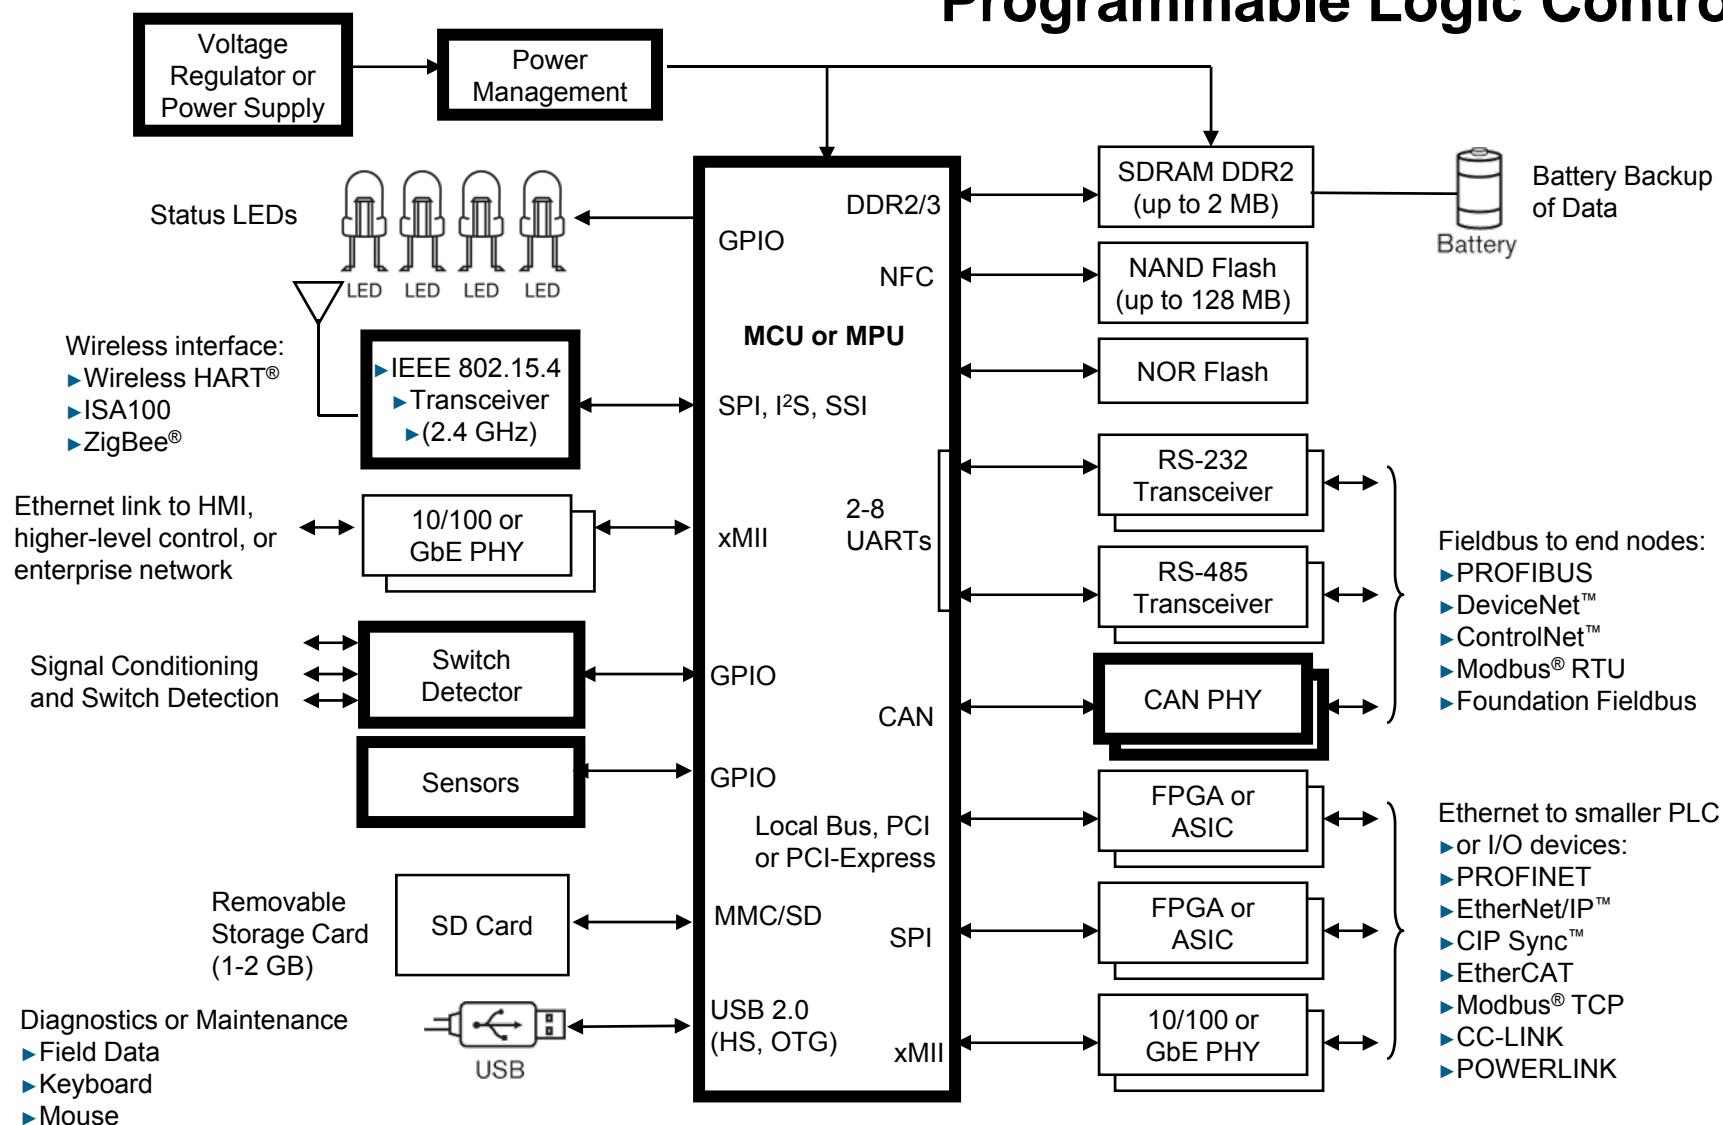 Programmable Logic Contro
Voltage
Regulator or
Power Supply
Power
Management
Status LEDs
LED LED LED LED
Wireless interface:
►Wireless HART®
►ISA100
►ZigBee®
►IEEE 802.15.4
►Transceiver
►(2.4 GHz)
Ethernet link to HMI,
higher-level control, or
enterprise network
10/100 or
GbE PHY
Signal Conditioning
and Switch Detection
Switch
Detector
Sensors
Removable
Storage Card
(1-2 GB)
SD Card
Diagnostics or Maintenance
►Field Data
►Keyboard
►Mouse
USB
GPIO
SPI, I²S, SSI
xMII
GPIO
GPIO
MMC/SD
USB 2.0
(HS, OTG)
MCU or MPU
DDR2/3
NFC
2-8
UARTs
CAN
Local Bus, PCI
or PCI-Express
SPI
xMII
SDRAM DDR2
(up to 2 MB)
Battery
Battery Backup
of Data
NAND Flash
(up to 128 MB)
NOR Flash
RS-232
Transceiver
RS-485
Transceiver
CAN PHY
Fieldbus to end nodes:
►PROFIBUS
►DeviceNet™
►ControlNet™
►Modbus® RTU
►Foundation Fieldbus
FPGA or
ASIC
FPGA or
ASIC
10/100 or
GbE PHY
Ethernet to smaller PLC
►or I/O devices:
►PROFINET
►EtherNet/IP™
►CIP Sync™
►EtherCAT
►Modbus® TCP
►CC-LINK
►POWERLINK